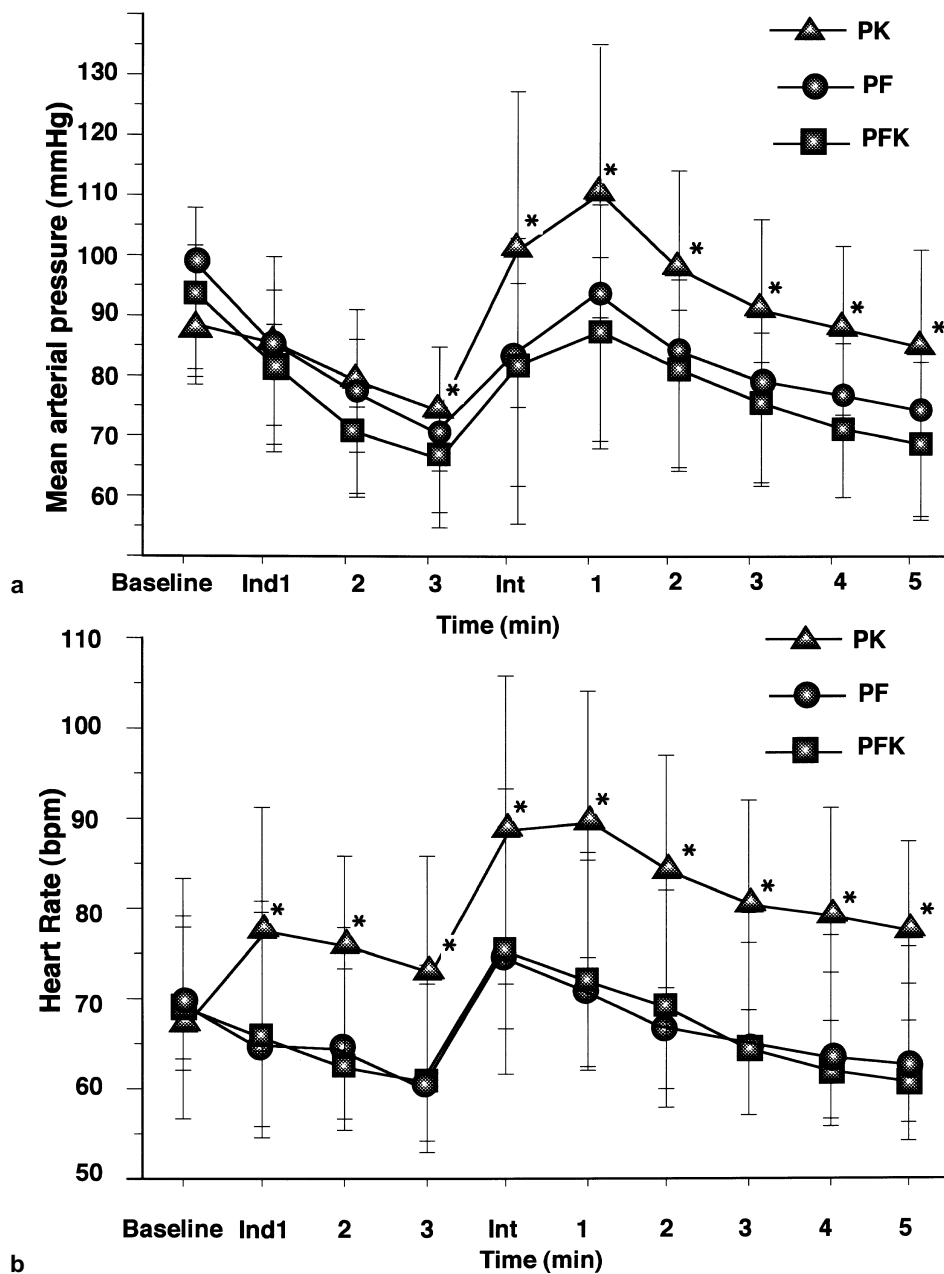 PK
PF
PFK
Mean arterial pressure (mmHg)
130
120
110
100
90
80
70
60
* * * * * * *
a
Baseline Ind1 2 3 Int 1 2 3 4 5
Time (min)
PK
PF
PFK
Heart Rate (bpm)
110
100
90
80
70
60
50
* * * * * * * * *
Baseline Ind1 2 3 Int 1 2 3 4 5
Time (min)
b